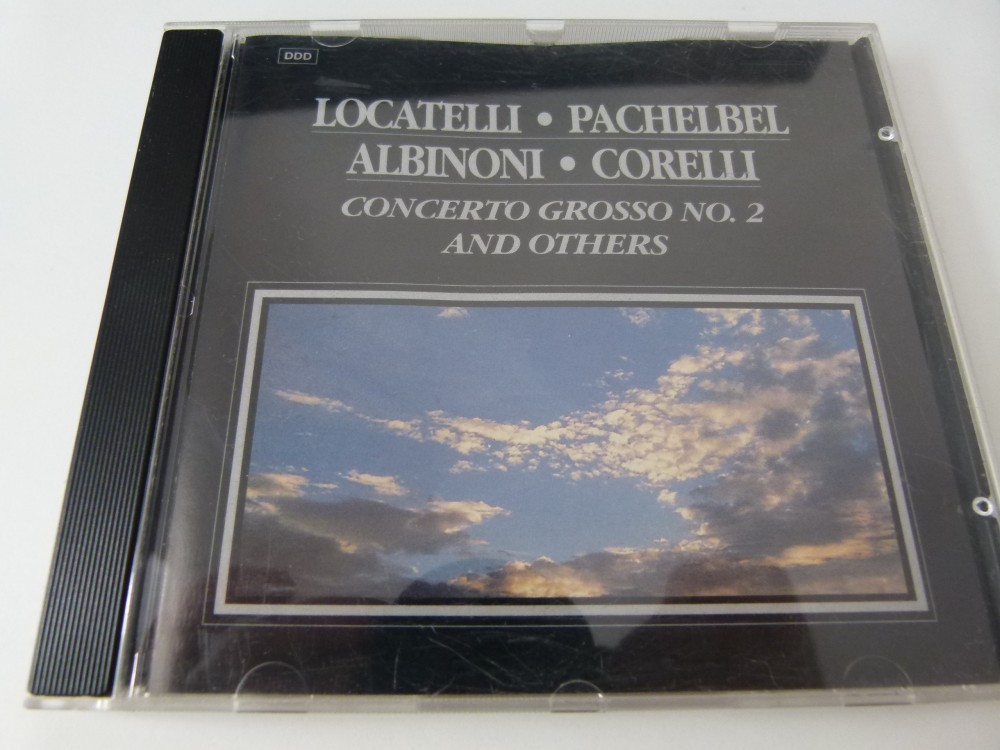 DDD
LOCATELLI • PACHELBEL
ALBINONI • CORELLI
CONCERTO GROSSO NO. 2
AND OTHERS